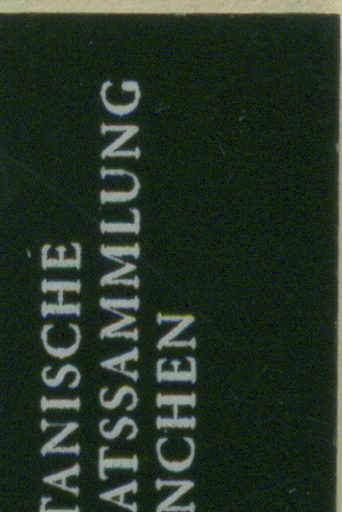 TANISCHE
ATSSAMMLUNG
NCHEN